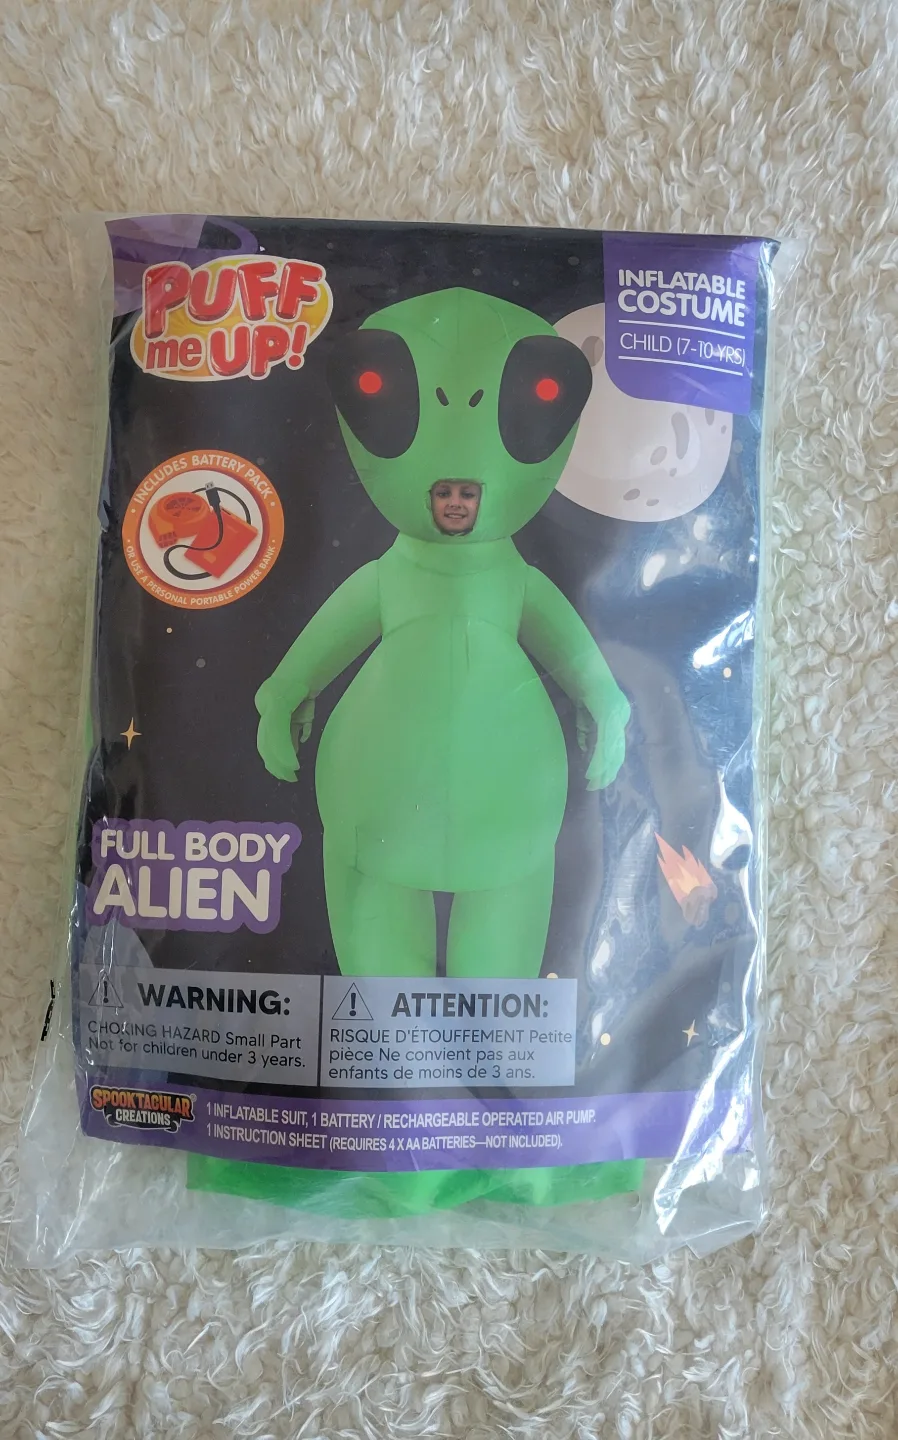 PUFF
me UP!
INFLATABLE
COSTUME
CHILD (7-10 YRS)
• INCLUDES BATTERY PACK •
OR USE A PERSONAL PORTABLE POWER BANK
FULL BODY
ALIEN
WARNING:
CHOKING HAZARD Small Part
Not for children under 3 years.
ATTENTION:
RISQUE D'ÉTOUFFEMENT Petite
pièce Ne convient pas aux
enfants de moins de 3 ans.
SPOOKTACULAR
CREATIONS
1 INFLATABLE SUIT, 1 BATTERY / RECHARGEABLE OPERATED AIR PUMP.
1 INSTRUCTION SHEET (REQUIRES 4 X AA BATTERIES—NOT INCLUDED).